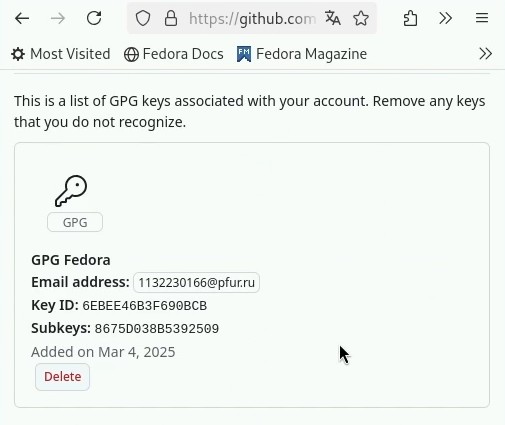 https://github.com
Most Visited
Fedora Docs
FM
Fedora Magazine
This is a list of GPG keys associated with your account. Remove any keys
that you do not recognize.
GPG
GPG Fedora
Email address: 1132230166@pfur.ru
Key ID: 6EBEE46B3F690BCB
Subkeys: 8675D038B5392509
Added on Mar 4, 2025
Delete